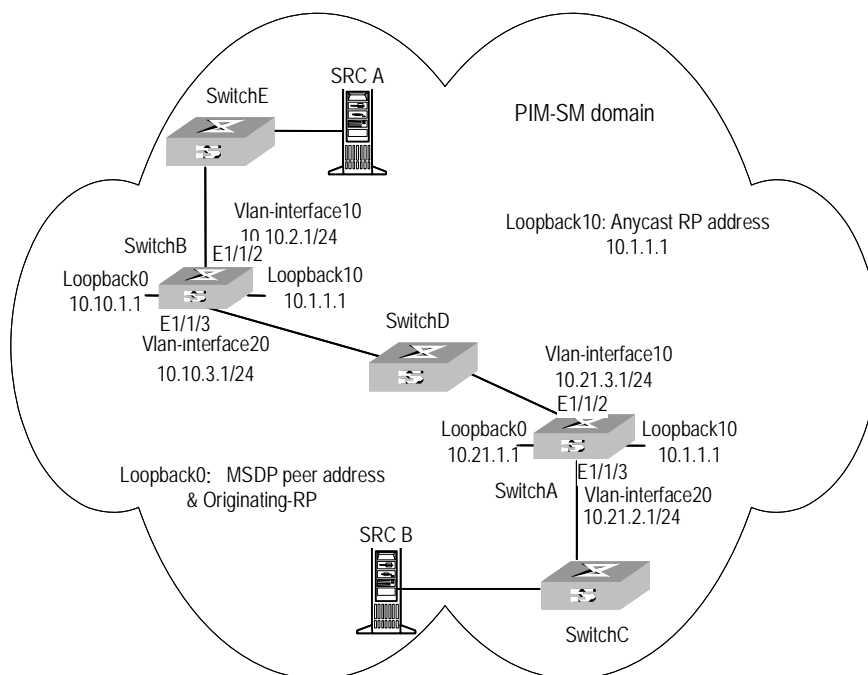 SRC A
SwitchE
PIM-SM domain
Vlan-interface10
10.10.2.1/24
Loopback10: Anycast RP address
10.1.1.1
SwitchB
E1/1/2
Loopback0
10.10.1.1
Loopback10
10.1.1.1
E1/1/3
Vlan-interface20
10.10.3.1/24
SwitchD
Vlan-interface10
10.21.3.1/24
E1/1/2
Loopback0
10.21.1.1
Loopback10
10.1.1.1
Loopback0: MSDP peer address
& Originating-RP
SwitchA
E1/1/3
Vlan-interface20
10.21.2.1/24
SRC B
SwitchC